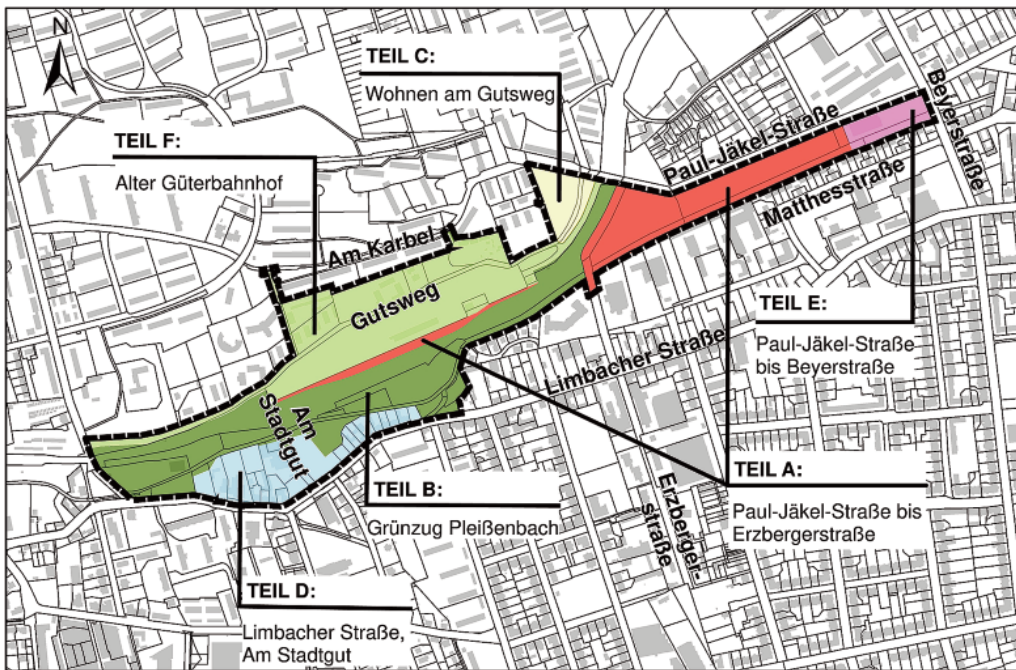 N
TEIL C:
Wohnen am Gutsweg
TEIL F:
Alter Güterbahnhof
Beyerstraße
Paul-Jäkel-Straße
Matthesstraße
Am Karbel
Gutsweg
TEIL E:
Paul-Jäkel-Straße
bis Beyerstraße
Limbacher Straße
Am
Stadtgut
TEIL B:
Grünzug Pleißenbach
TEIL A:
Paul-Jäkel-Straße bis
Erzbergerstraße
Erzberger-
straße
TEIL D:
Limbacher Straße,
Am Stadtgut